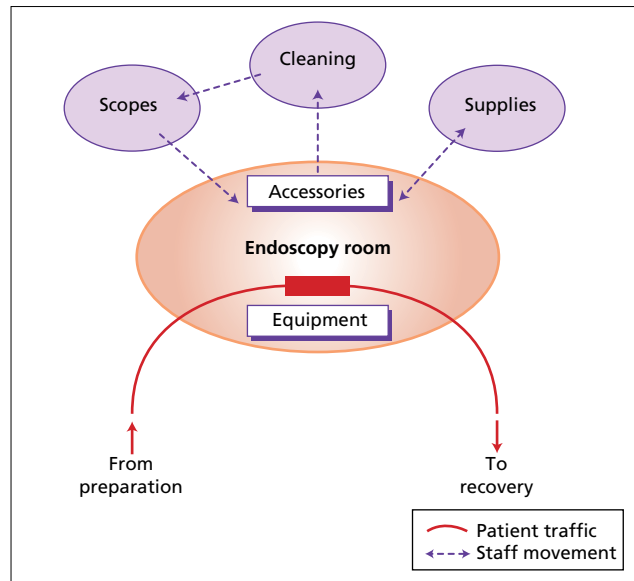 Cleaning
Scopes
Supplies
Accessories
Endoscopy room
Equipment
From
preparation
To
recovery
Patient traffic
Staff movement